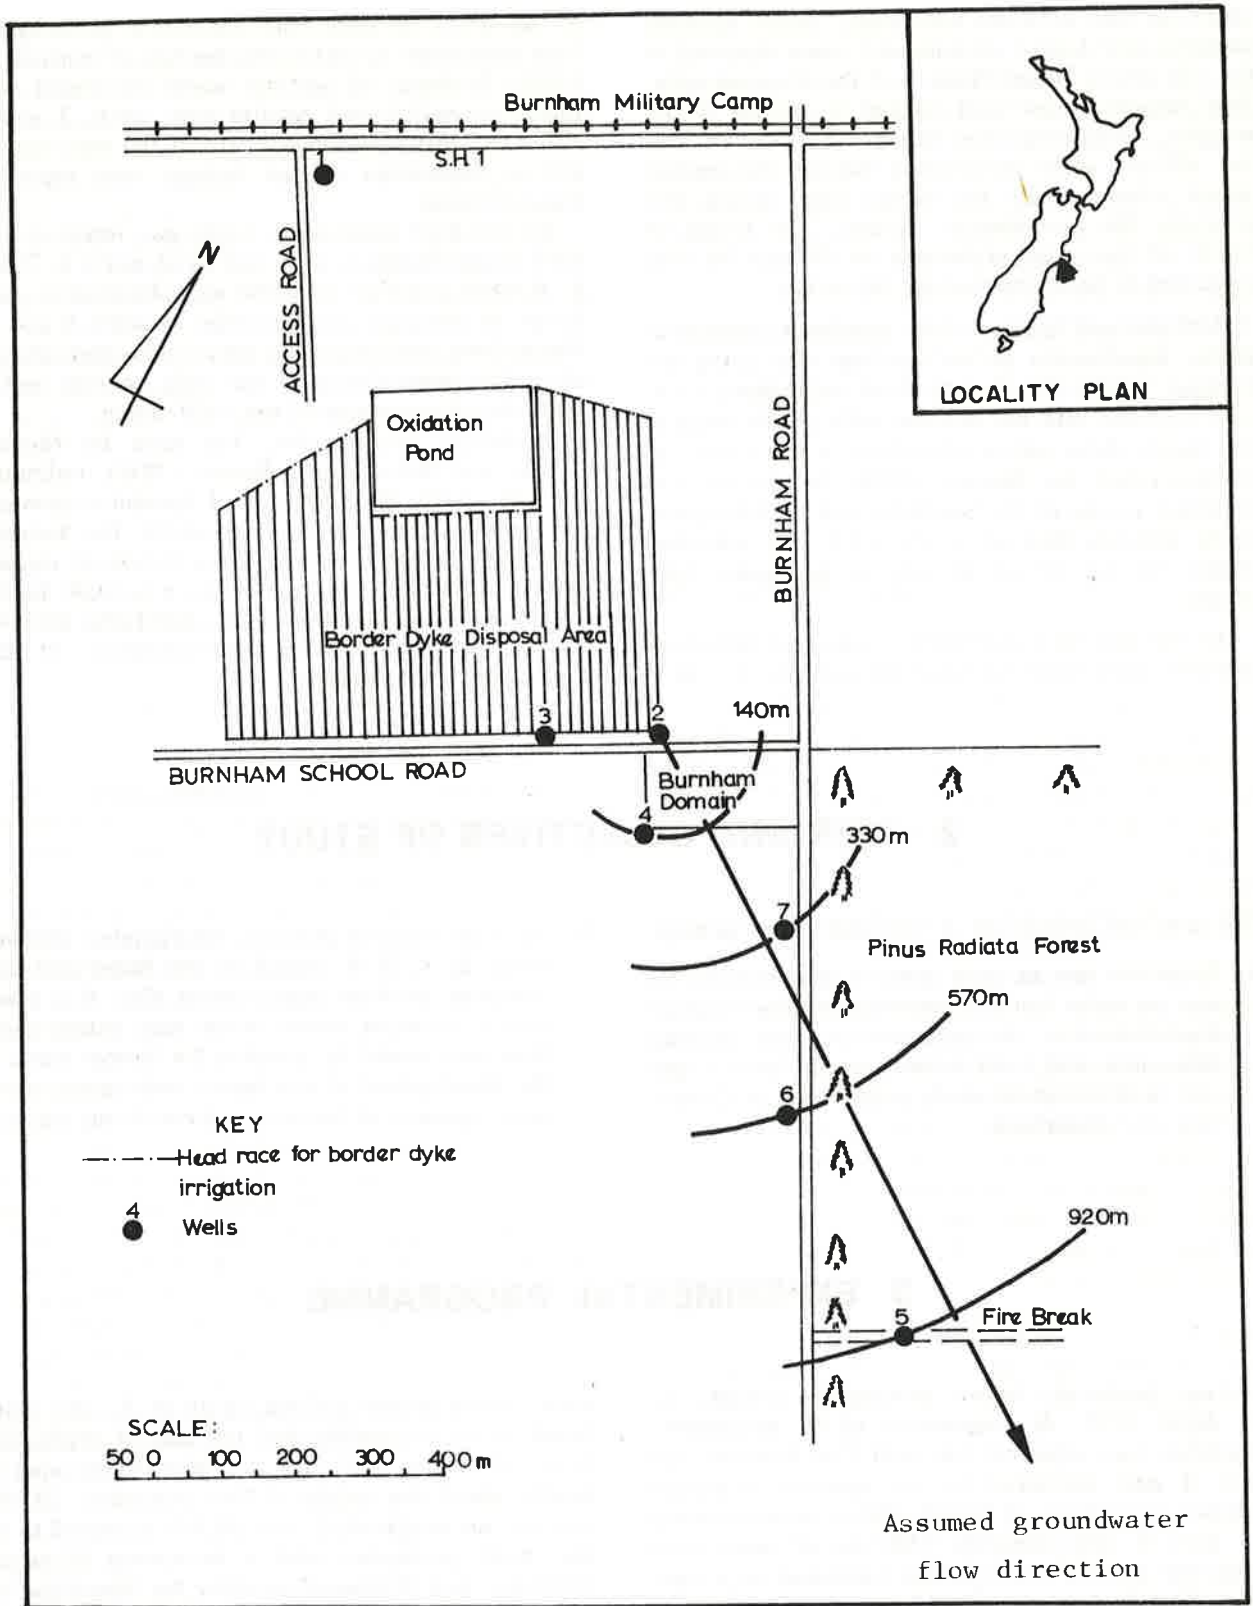 Burnham Military Camp
S.H.1
1
N
ACCESS ROAD
LOCALITY PLAN
Oxidation
Pond
BURNHAM ROAD
Border Dyke Disposal Area
3
2
140m
BURNHAM SCHOOL ROAD
Burnham
Domain
4
330m
7
Pinus Radiata Forest
570m
6
KEY
Head race for border dyke
irrigation
4
Wells
920m
5
Fire Break
SCALE:
50 0 100 200 300 400m
Assumed groundwater
flow direction